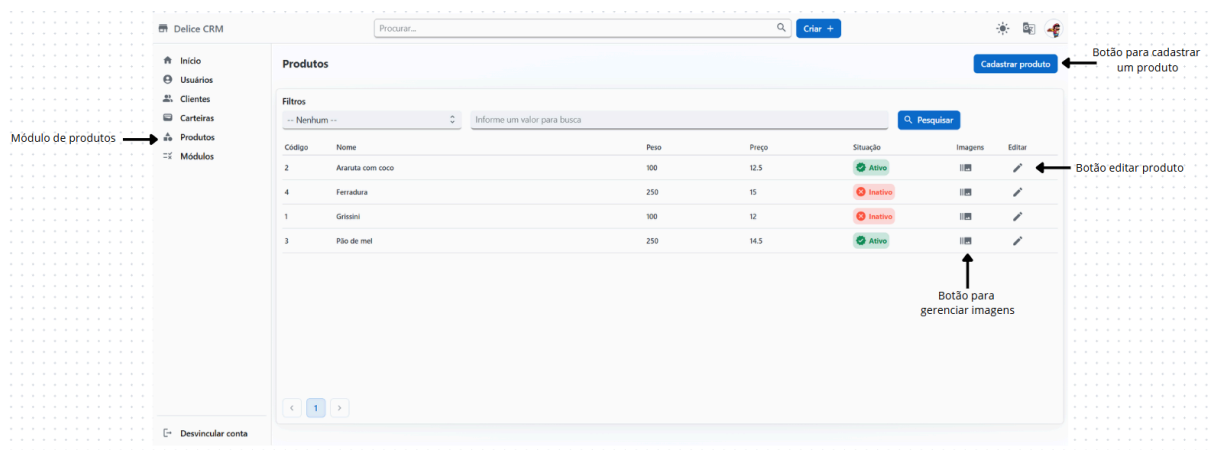 Delice CRM
Procurar...
Criar +
Início
Usuários
Clientes
Carteiras
Produtos
Módulos
Desvincular conta
Módulo de produtos
Produtos
Cadastrar produto
Botão para cadastrar
um produto
Filtros
-- Nenhum --
Informe um valor para busca
Pesquisar
Código Nome Peso Preço Situação Imagens Editar
2 Araruta com coco 100 12.5 Ativo
Botão editar produto
4 Ferradura 250 15 Inativo
1 Grissini 100 12 Inativo
3 Pão de mel 250 14.5 Ativo
Botão para
gerenciar imagens
< 1 >